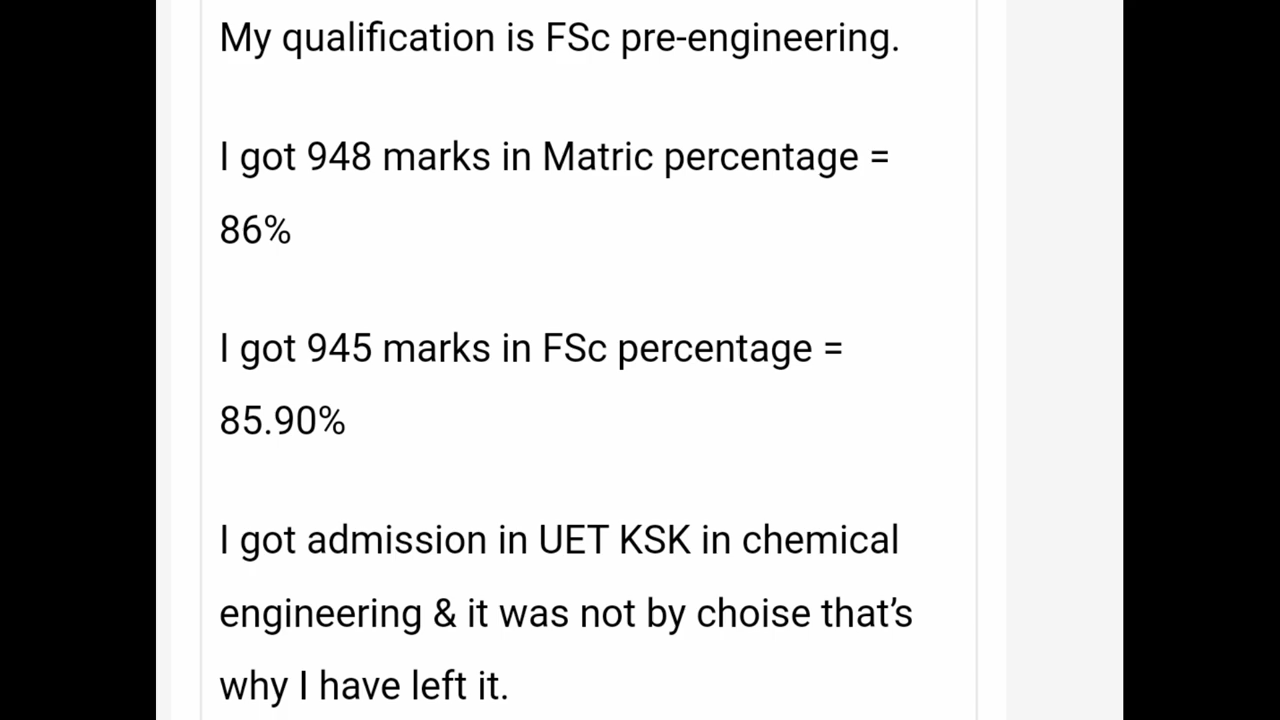 My qualification is FSc pre-engineering.
I got 948 marks in Matric percentage =
86%
I got 945 marks in FSc percentage =
85.90%
I got admission in UET KSK in chemical
engineering & it was not by choise that’s
why I have left it.